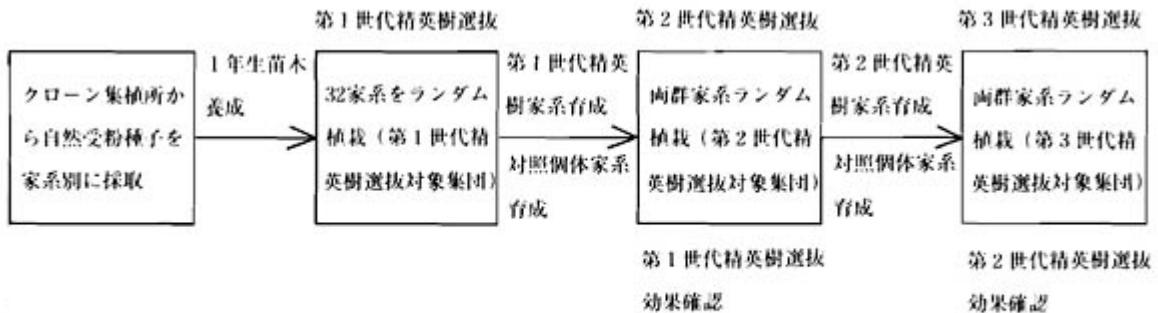 第1世代精英樹選抜
第2世代精英樹選抜
第3世代精英樹選抜
クローン集植所か
ら自然受粉種子を
家系別に採取
1年生苗木
養成
32家系をランダム
植栽(第1世代精
英樹選抜対象集団)
第1世代精英
樹家系育成
対照個体家系
育成
両群家系ランダム
植栽(第2世代精
英樹選抜対象集団)
第2世代精英
樹家系育成
対照個体家系
育成
両群家系ランダム
植栽(第3世代精
英樹選抜対象集団)
第1世代精英樹選抜
効果確認
第2世代精英樹選抜
効果確認